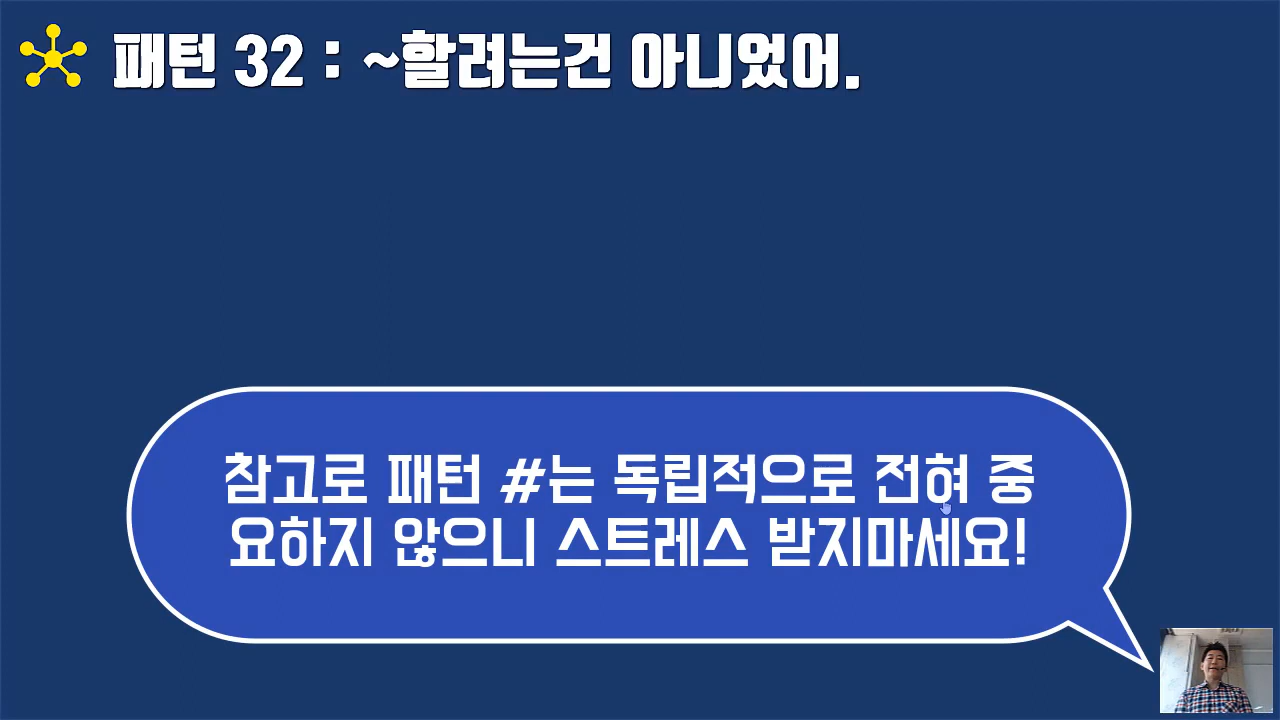 패턴 32 : ~할려는건 아니었어.
참고로 패턴 #는 독립적으로 전혀 중
요하지 않으니 스트레스 받지마세요!